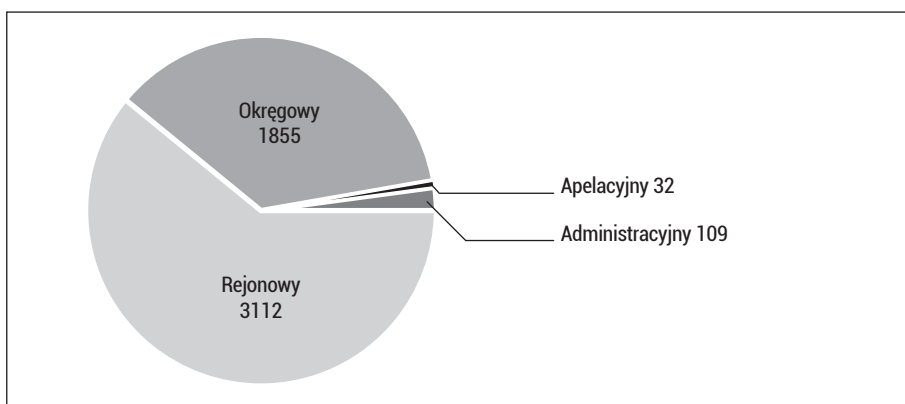 Okręgowy
1855
Apelacyjny 32
Administracyjny 109
Rejonowy
3112